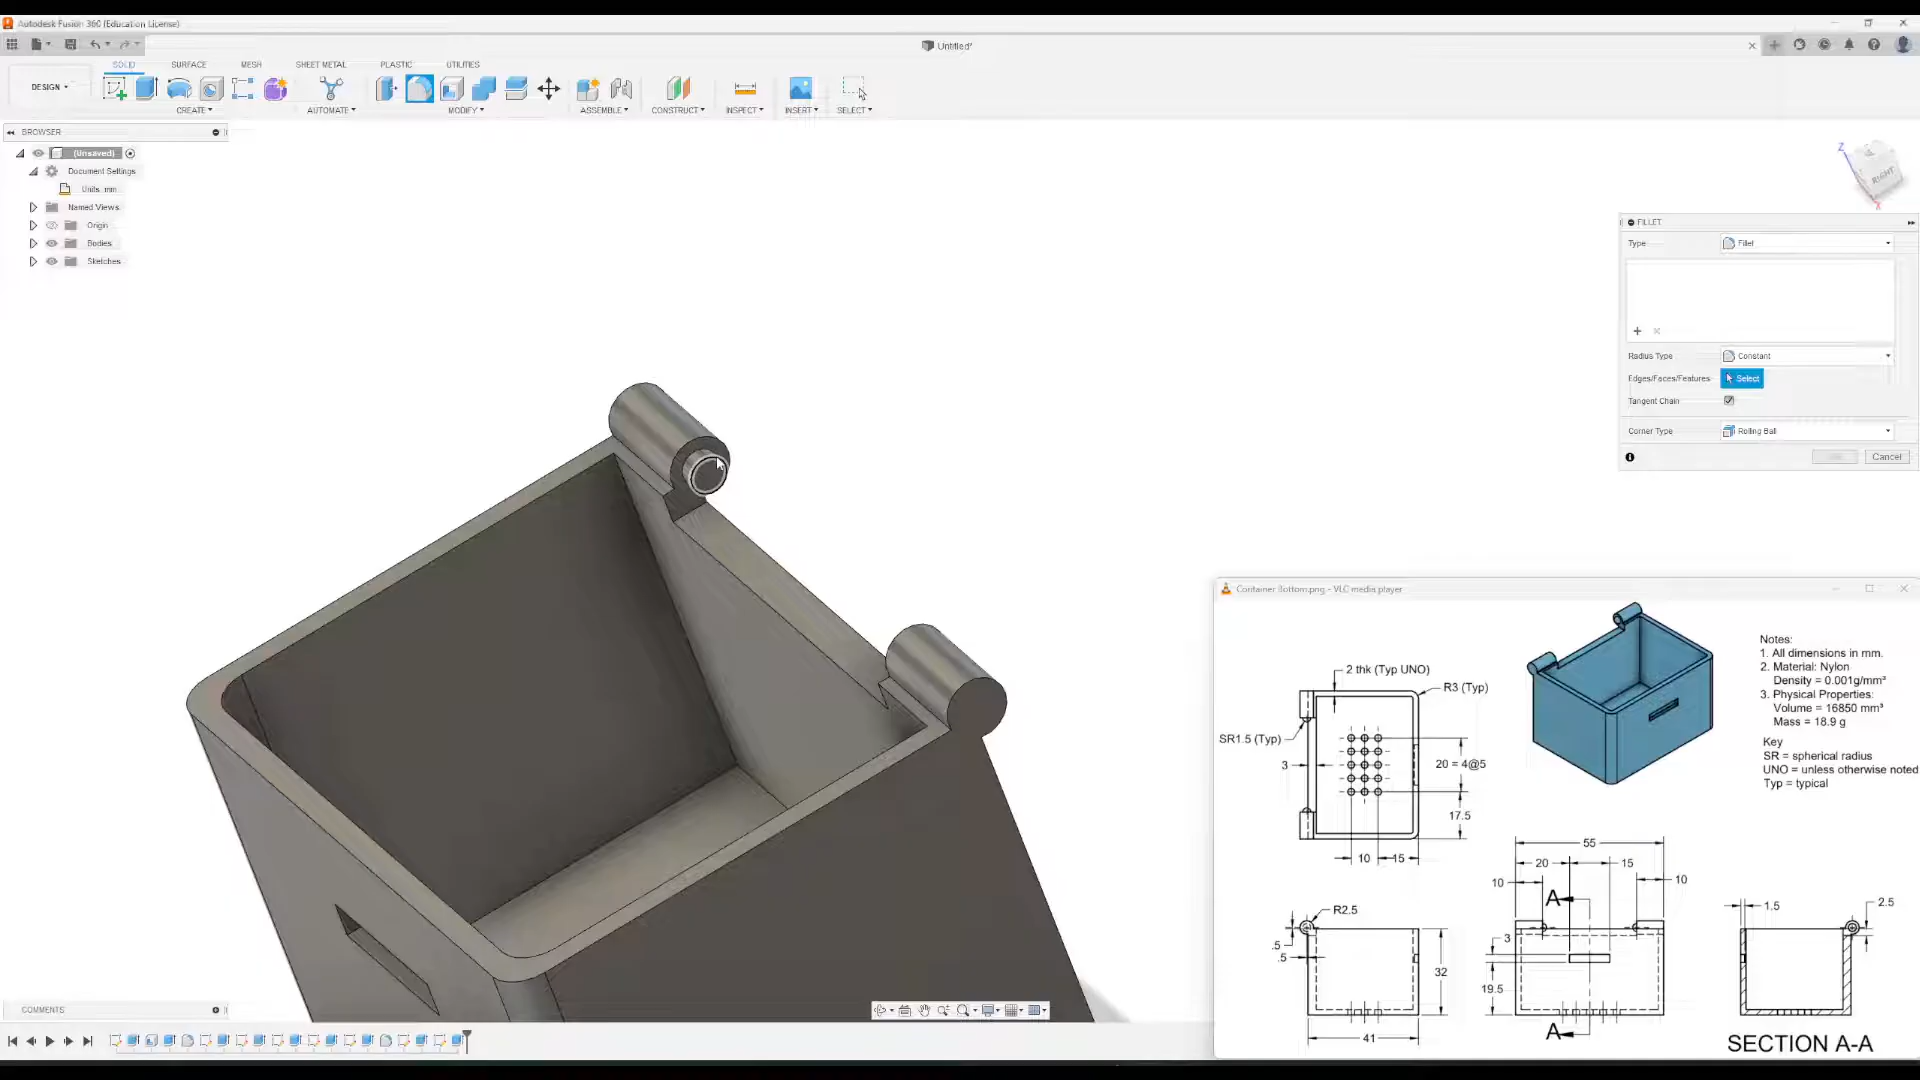 Autodesk Fusion 360 (Education License)
Untitled*
DESIGN
SOLID
SURFACE
MESH
SHEET METAL
PLASTIC
UTILITIES
CREATE
AUTOMATE
MODIFY
ASSEMBLE
CONSTRUCT
INSPECT
INSERT
SELECT
BROWSER
(Unsaved)
Document Settings
Units: mm
Named Views
Origin
Bodies
Sketches
Z
RIGHT
X
FILLET
Type
Fillet
Radius Type
Constant
Edges/Faces/Features
Select
Tangent Chain
Corner Type
Rolling Ball
Cancel
Container Bottom.png - VLC media player
2 thk (Typ UNO)
R3 (Typ)
SR1.5 (Typ)
3
20 = 4@5
17.5
10
15
Notes:
1. All dimensions in mm.
2. Material: Nylon
Density = 0.001g/mm³
3. Physical Properties:
Volume = 16850 mm³
Mass = 18.9 g
Key
SR = spherical radius
UNO = unless otherwise noted
Typ = typical
R2.5
.5
.5
32
41
55
20
15
10
10
A
3
19.5
A
1.5
2.5
SECTION A-A
COMMENTS